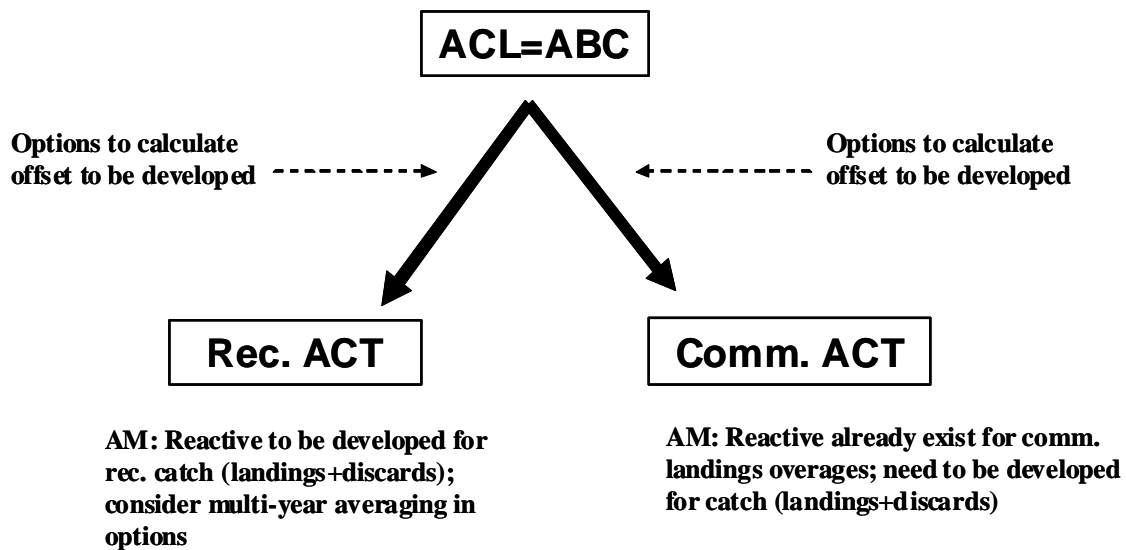 ACL=ABC
Options to calculate
offset to be developed
Options to calculate
offset to be developed
Rec. ACT
Comm. ACT
AM: Reactive to be developed for
rec. catch (landings+discards);
consider multi-year averaging in
options
AM: Reactive already exist for comm.
landings overages; need to be developed
for catch (landings+discards)